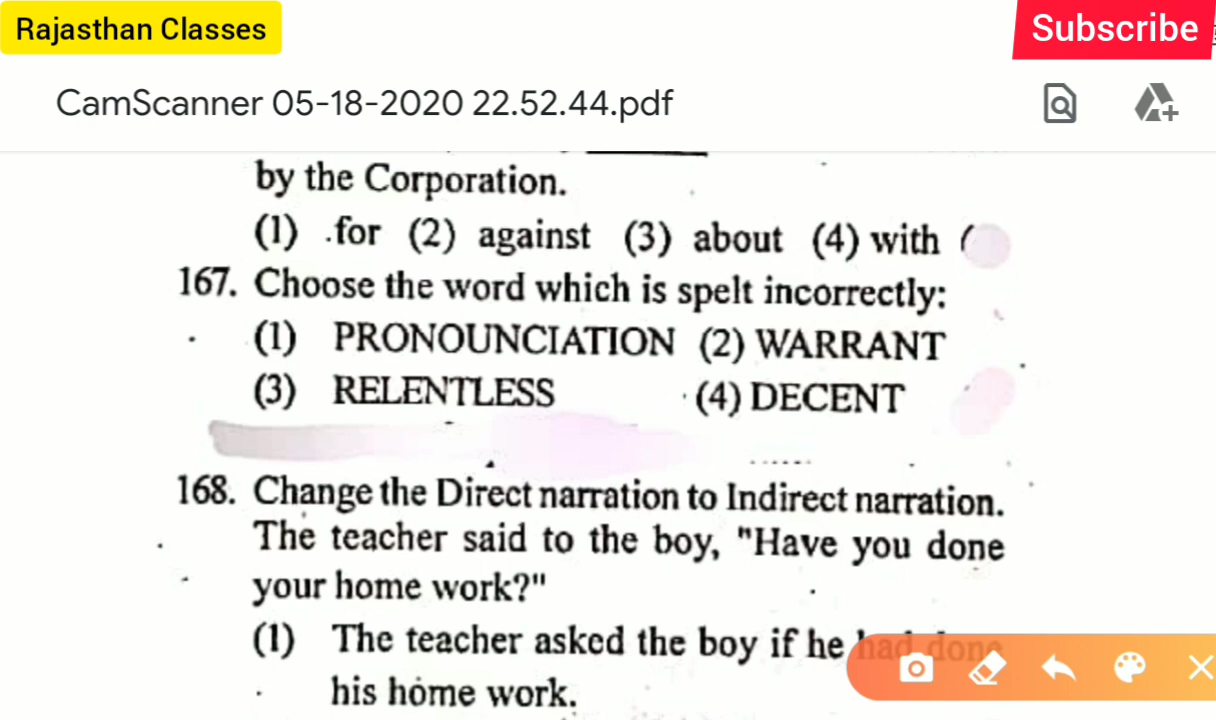 Rajasthan Classes
Subscribe
CamScanner 05-18-2020 22.52.44.pdf
by the Corporation.
(1) for (2) against (3) about (4) with (
167. Choose the word which is spelt incorrectly:
(1) PRONOUNCIATION (2) WARRANT
(3) RELENTLESS (4) DECENT
168. Change the Direct narration to Indirect narration.
The teacher said to the boy, "Have you done
your home work?"
(1) The teacher asked the boy if he had done
his home work.